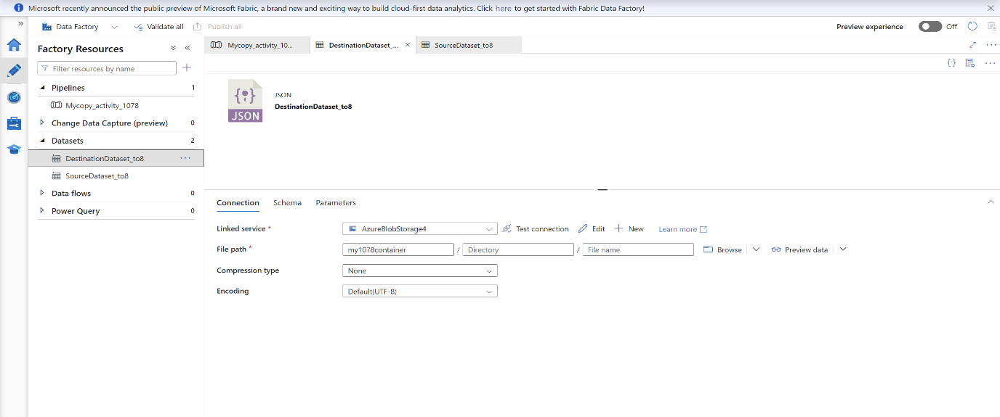 Microsoft recently announced the public preview of Microsoft Fabric, a brand new and exciting way to build cloud-first data analytics. Click here to get started with Fabric Data Factory!
Data Factory Validate all Publish all Preview experience Off
Factory Resources
Mycopy_activity_10... DestinationDataset_... SourceDataset_to8
Filter resources by name
Pipelines 1
Mycopy_activity_1078
Change Data Capture (preview) 0
Datasets 2
DestinationDataset_to8
SourceDataset_to8
Data flows 0
Power Query 0
JSON
JSON
DestinationDataset_to8
Connection Schema Parameters
Linked service * AzureBlobStorage4 Test connection Edit New Learn more
File path * my1078container / Directory / File name Browse Preview data
Compression type None
Encoding Default(UTF-8)